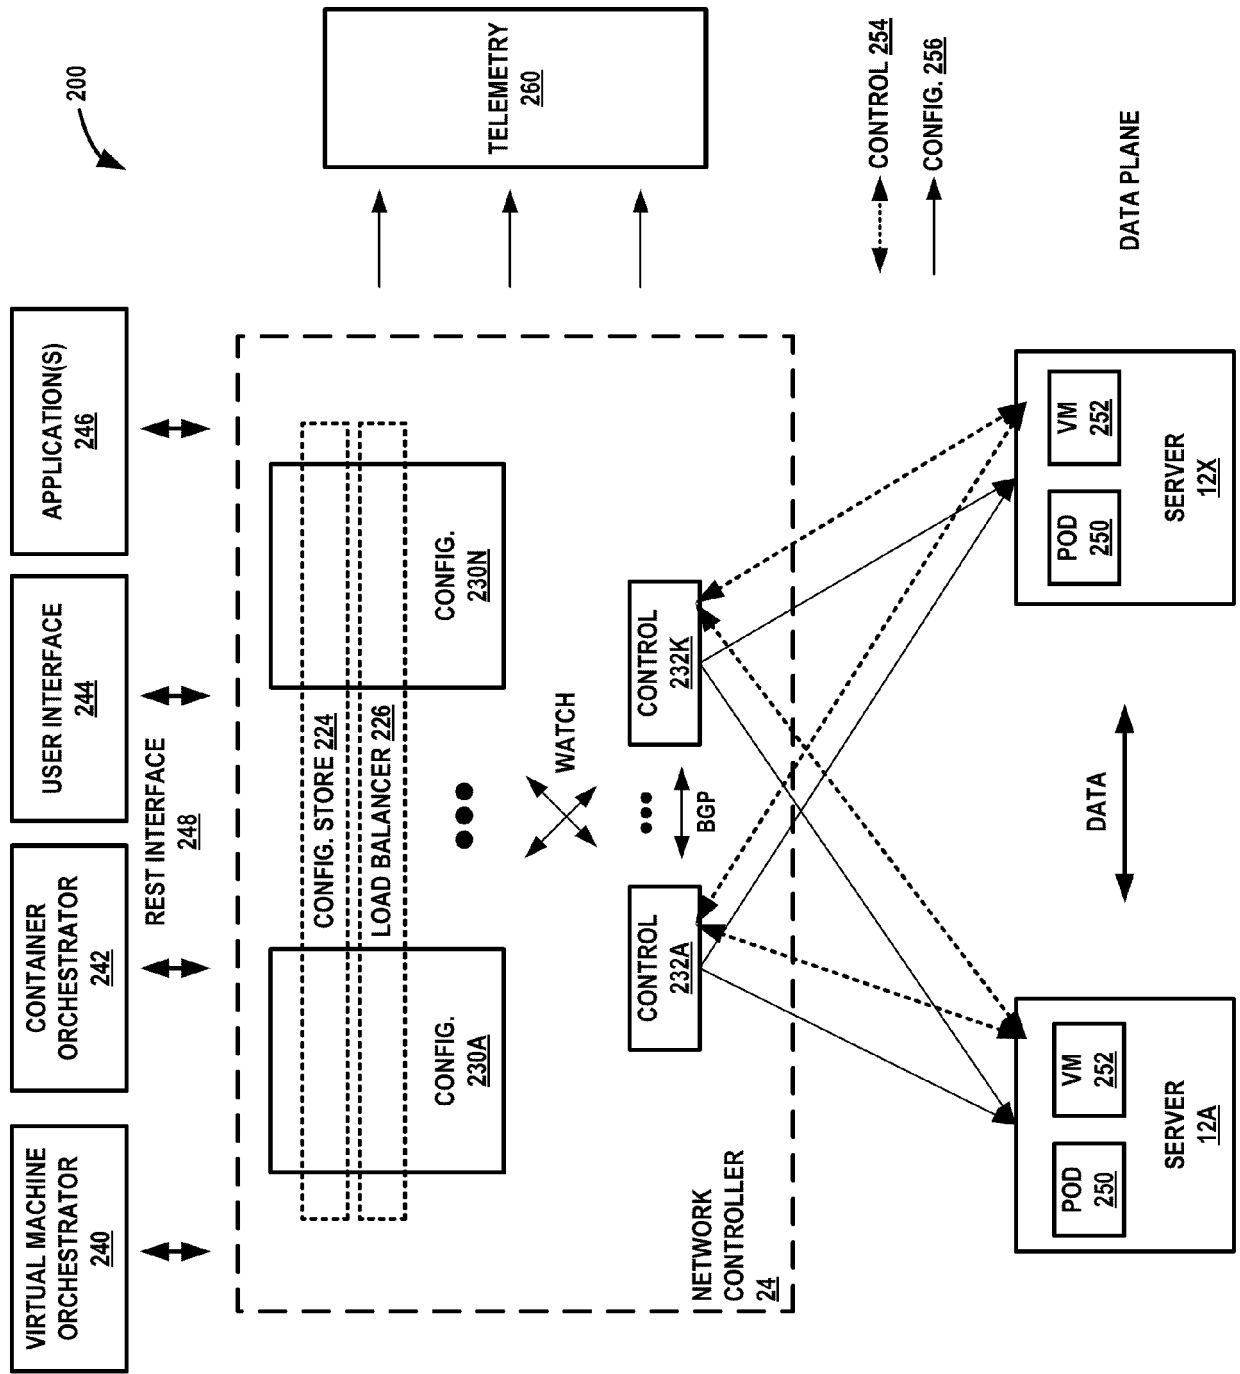 200
VIRTUAL MACHINE
ORCHESTRATOR
240
CONTAINER
ORCHESTRATOR
242
USER INTERFACE
244
APPLICATION(S)
246
REST INTERFACE
248
CONFIG. STORE 224
LOAD BALANCER 226
CONFIG.
230A
CONFIG.
230N
TELEMETRY
260
WATCH
CONTROL
232A
BGP
CONTROL
232K
NETWORK
CONTROLLER
24
CONTROL 254
CONFIG. 256
POD
250
VM
252
SERVER
12A
DATA
POD
250
VM
252
SERVER
12X
DATA PLANE